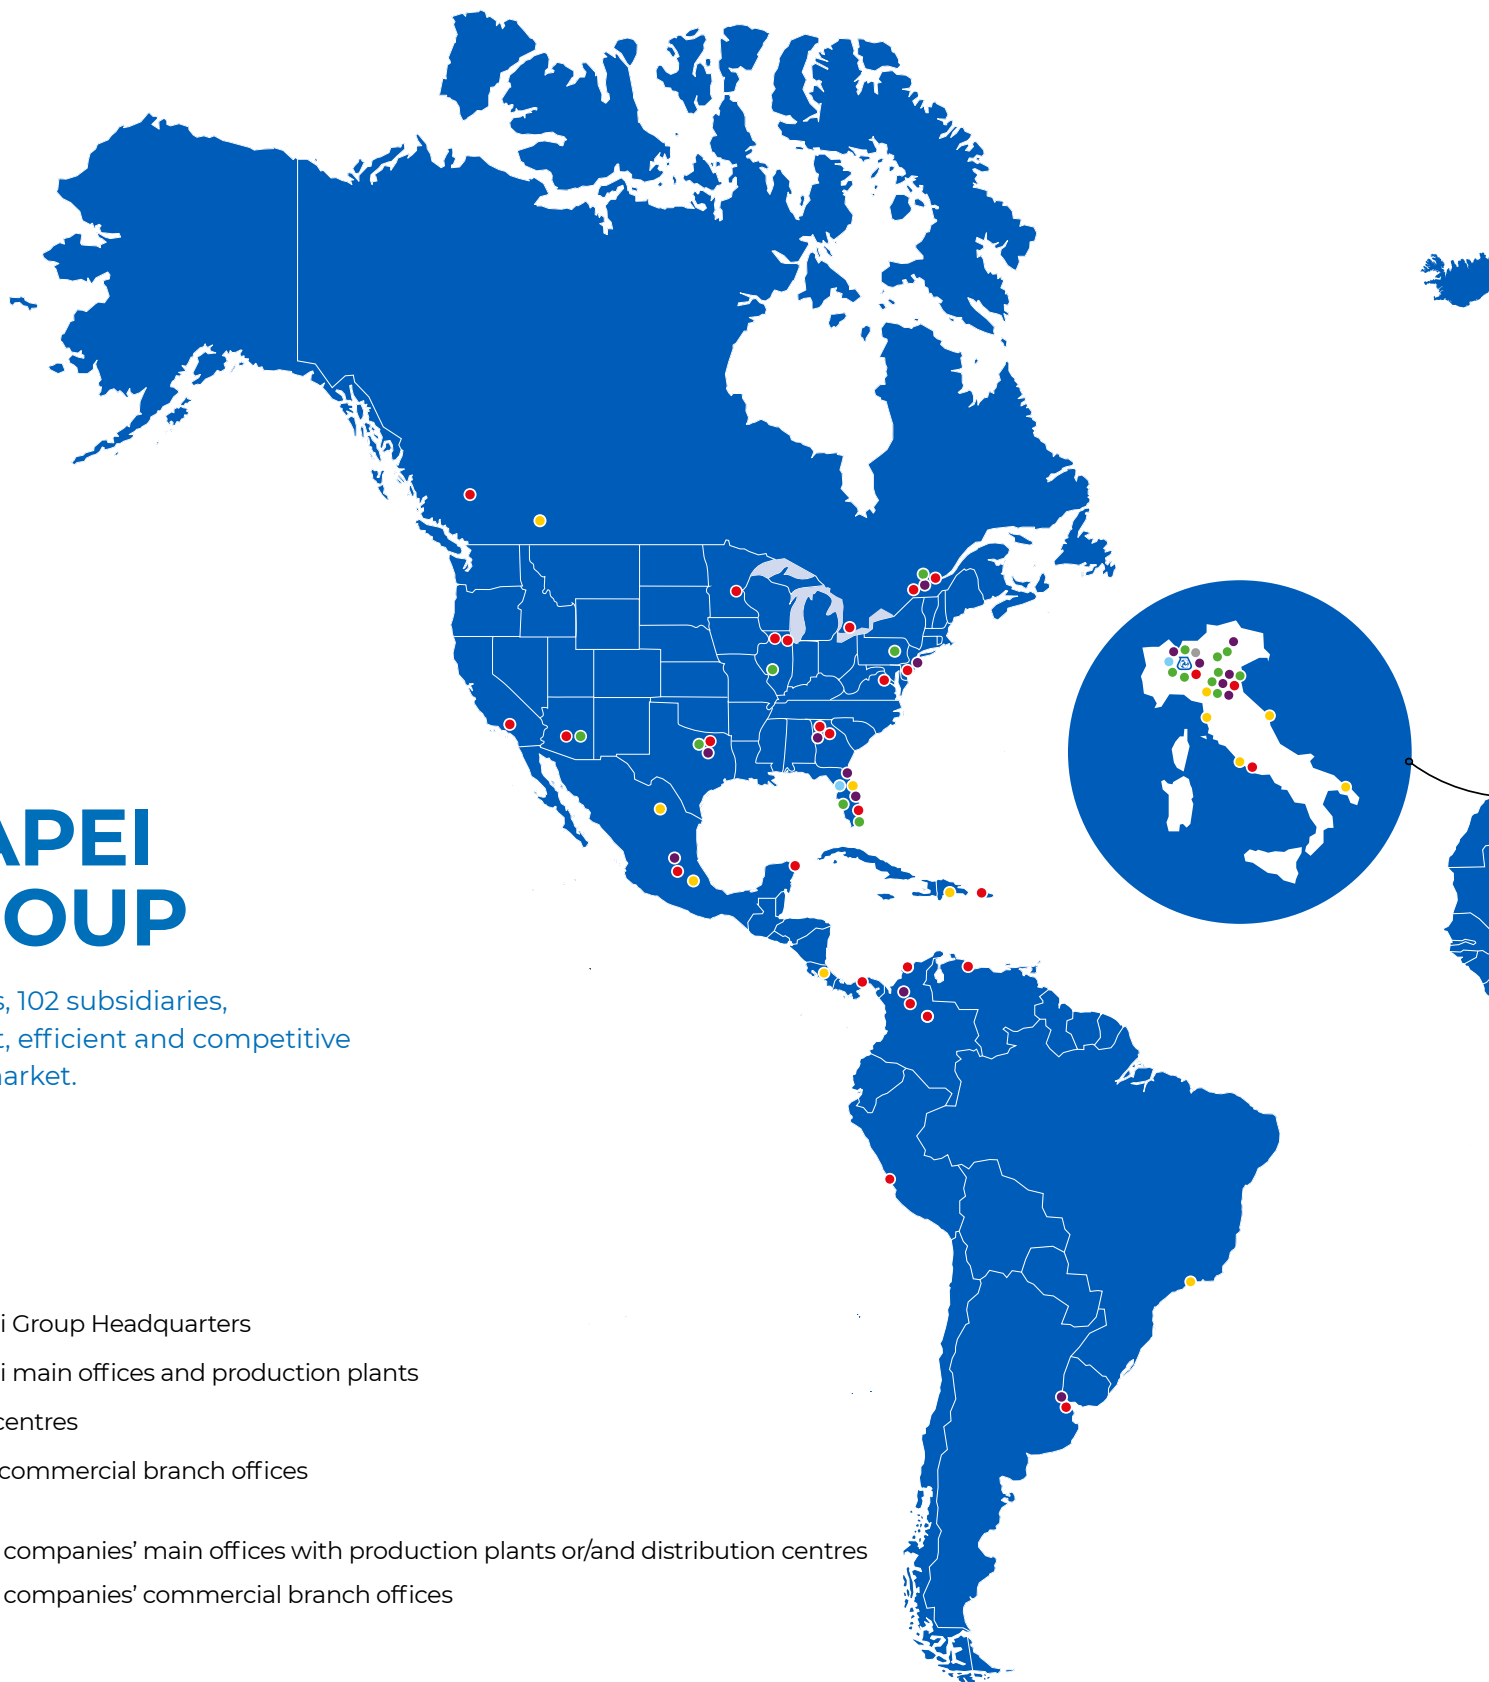 APEI
OUP
s, 102 subsidiaries,
t, efficient and competitive
arket.
i Group Headquarters
i main offices and production plants
centres
commercial branch offices
companies’ main offices with production plants or/and distribution centres
companies’ commercial branch offices